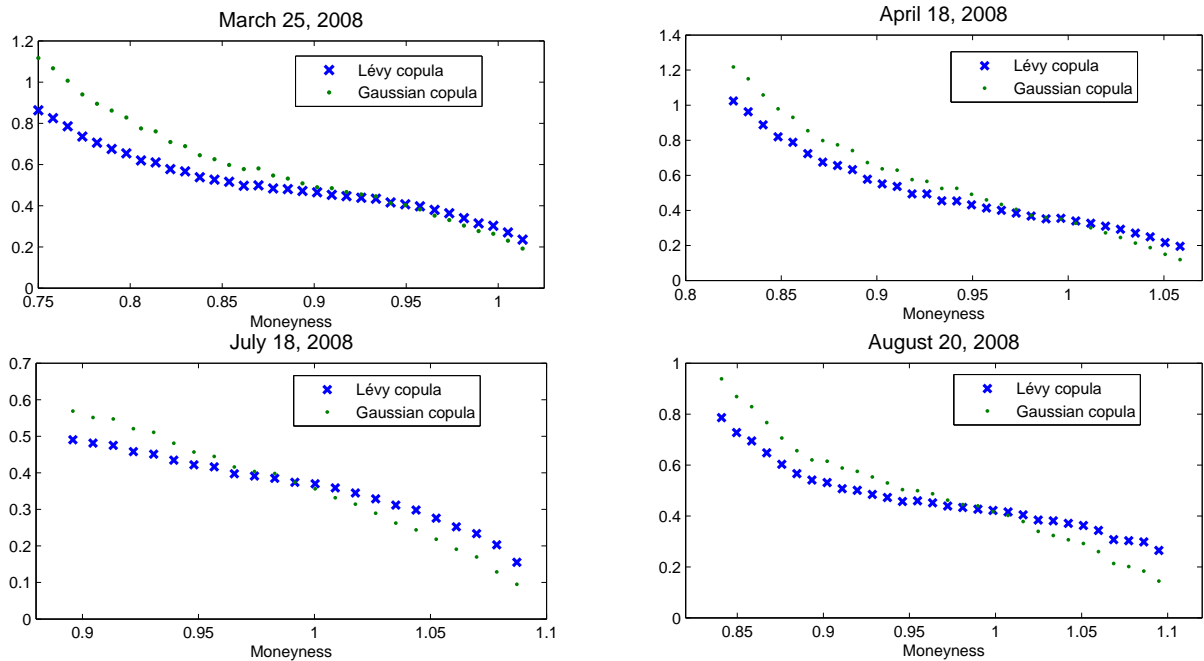 March 25, 2008
1.2
1
0.8
0.6
0.4
0.2
0
0.75 0.8 0.85 0.9 0.95 1
Moneyness
Lévy copula
Gaussian copula
April 18, 2008
1.4
1.2
1
0.8
0.6
0.4
0.2
0
0.8 0.85 0.9 0.95 1 1.05
Moneyness
Lévy copula
Gaussian copula
July 18, 2008
0.7
0.6
0.5
0.4
0.3
0.2
0.1
0
0.9 0.95 1 1.05 1.1
Moneyness
Lévy copula
Gaussian copula
August 20, 2008
1
0.8
0.6
0.4
0.2
0
0.85 0.9 0.95 1 1.05 1.1
Moneyness
Lévy copula
Gaussian copula